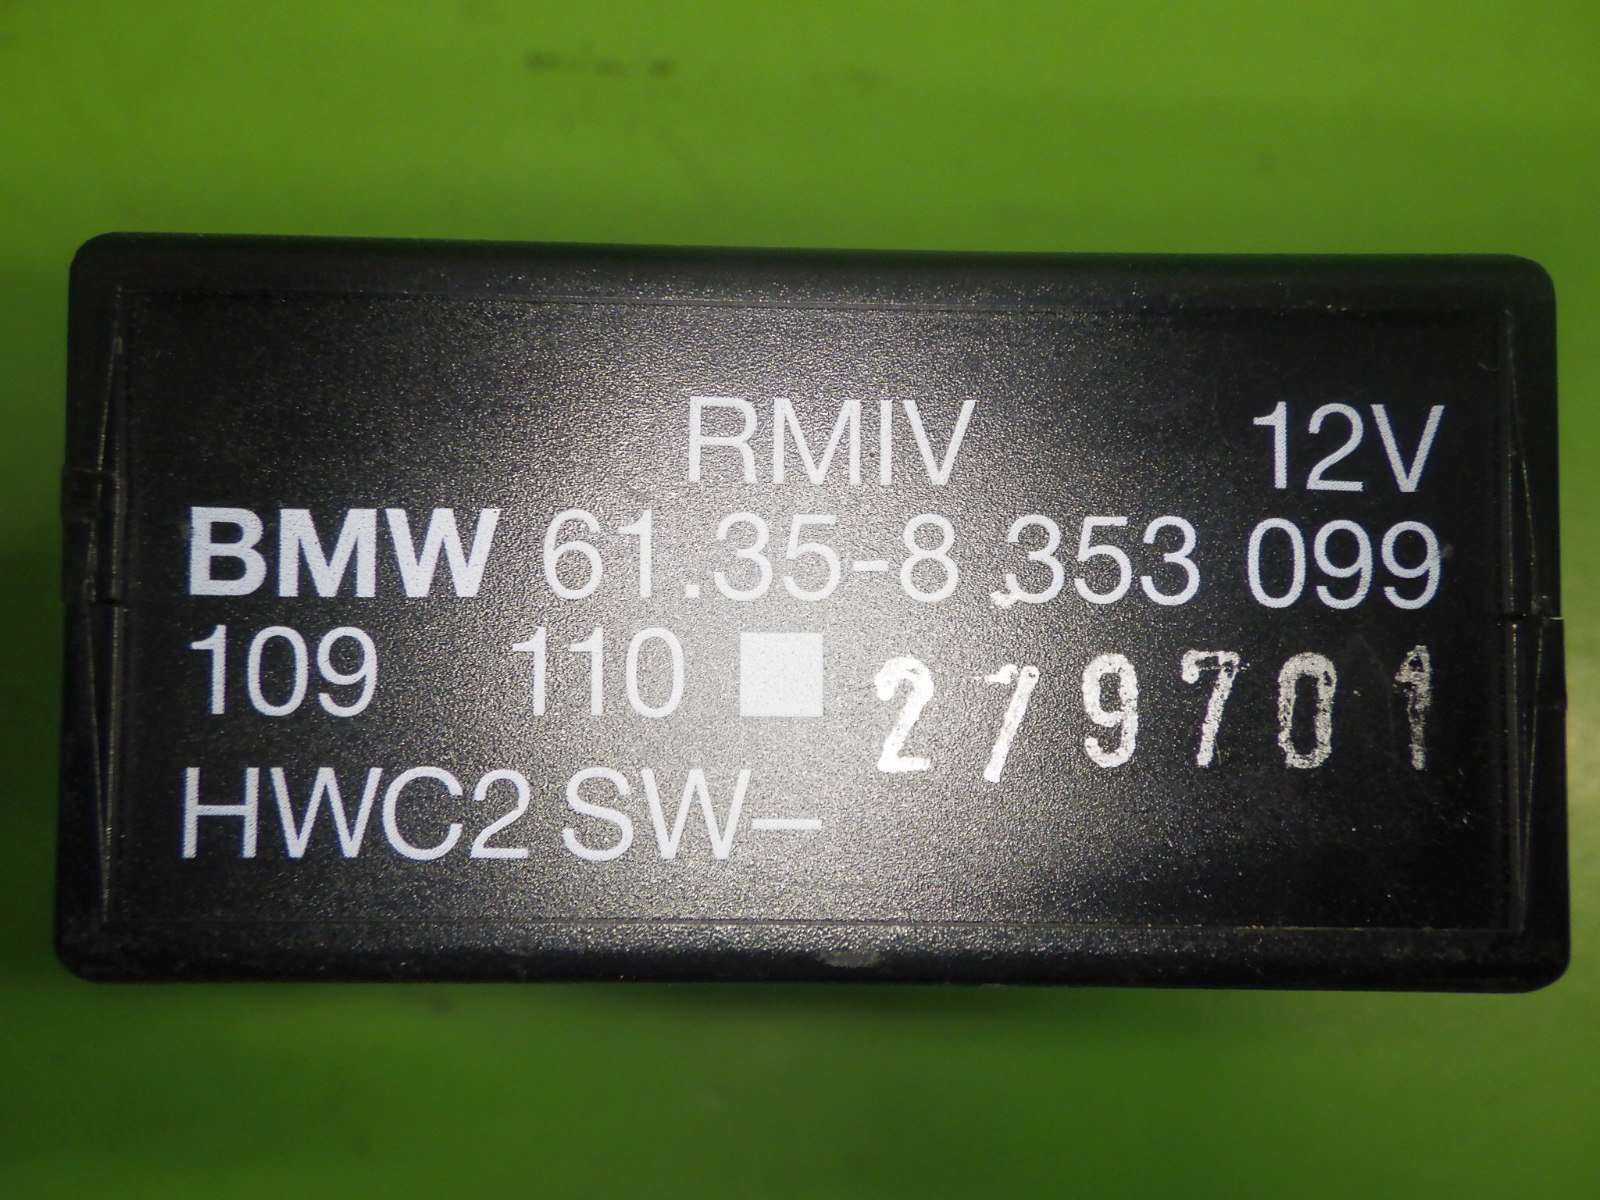 RMIV 12V
BMW 61.35-8 353 099
109 110 279701
HWC2 SW–